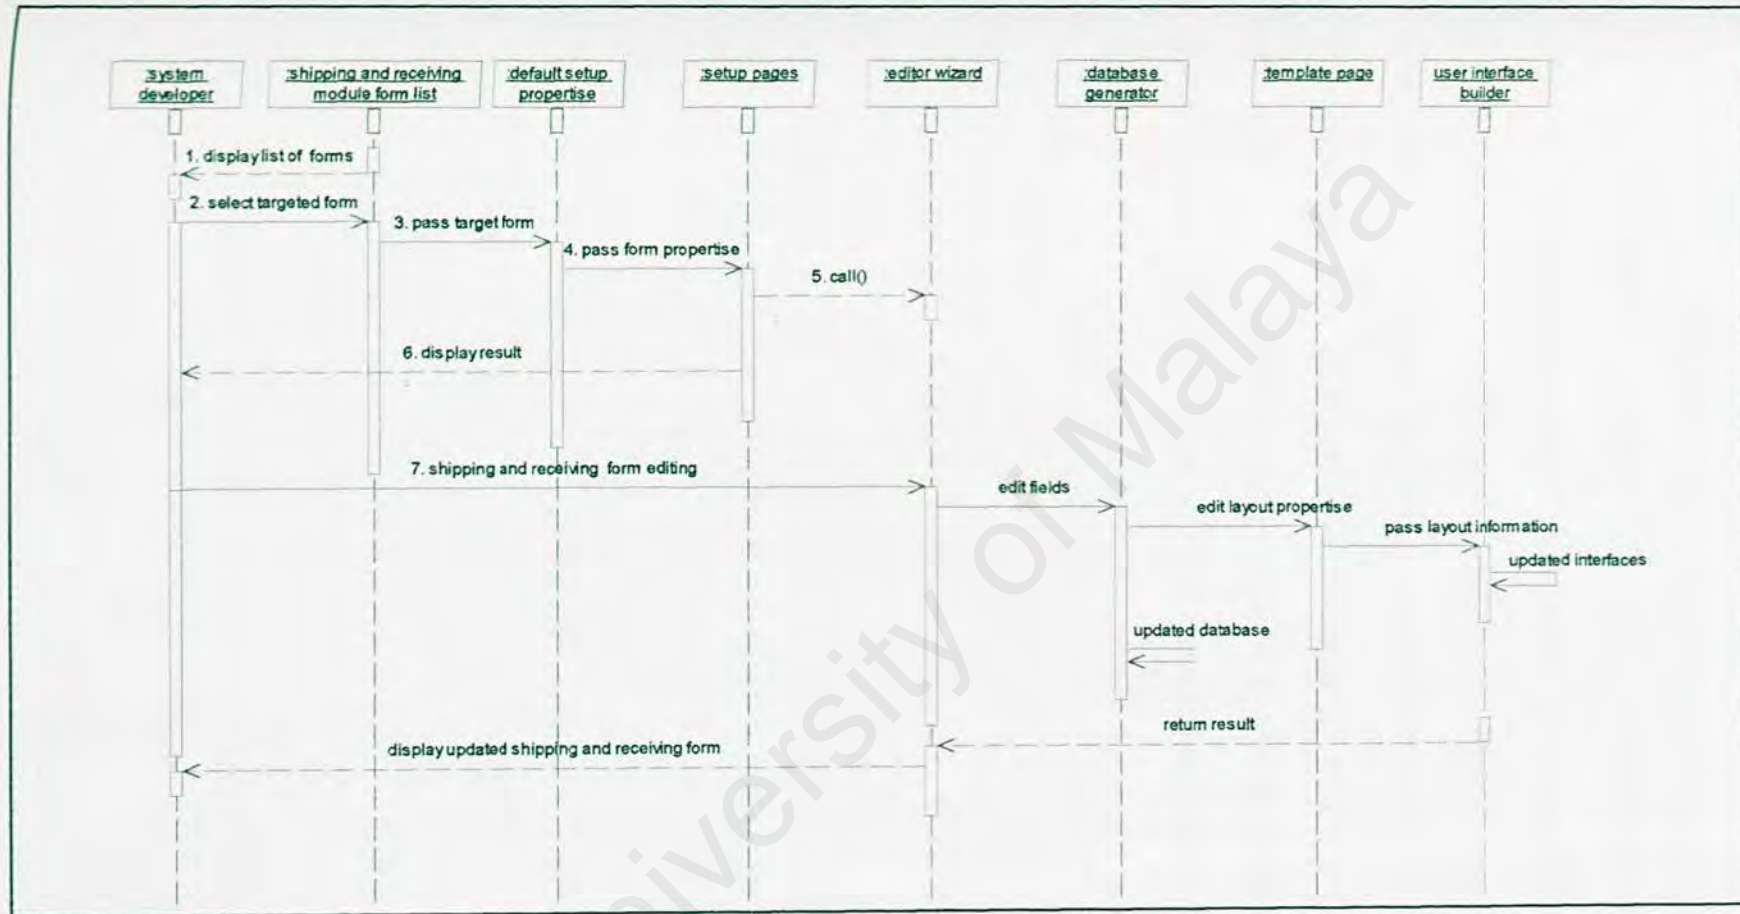 :system
developer
:shipping and receiving
module form list
:default setup
propertise
:setup pages
:editor wizard
:database
generator
:template page
user interface
builder
1. display list of forms
2. select targeted form
3. pass target form
4. pass form propertise
5. call()
6. display result
7. shipping and receiving form editing
edit fields
edit layout propertise
pass layout information
updated interfaces
updated database
return result
display updated shipping and receiving form
University of Malaya